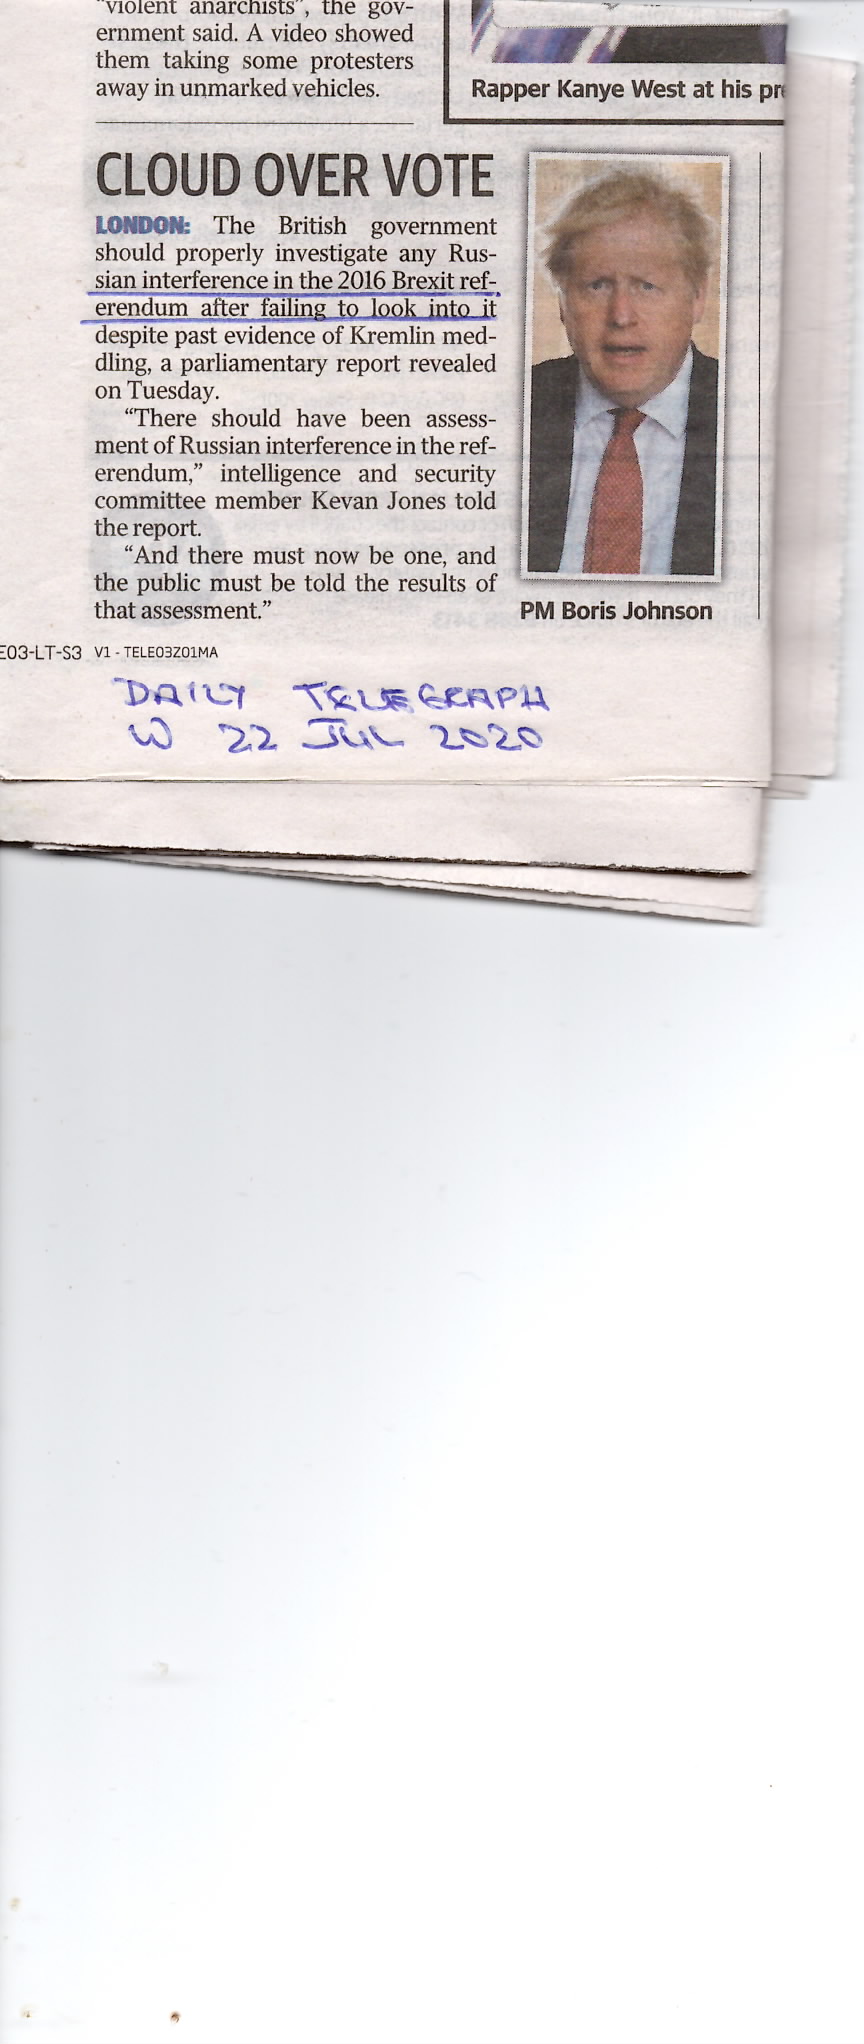 "violent anarchists", the gov-
ernment said. A video showed
them taking some protesters
away in unmarked vehicles.
Rapper Kanye West at his pr
CLOUD OVER VOTE
LONDON: The British government
should properly investigate any Rus-
sian interference in the 2016 Brexit ref-
erendum after failing to look into it
despite past evidence of Kremlin med-
dling, a parliamentary report revealed
on Tuesday.
“There should have been assess-
ment of Russian interference in the ref-
erendum,” intelligence and security
committee member Kevan Jones told
the report.
“And there must now be one, and
the public must be told the results of
that assessment.”
PM Boris Johnson
E03-LT-S3 V1 - TELE03Z01MA
DAILY TELEGRAPH
W 22 JUL 2020